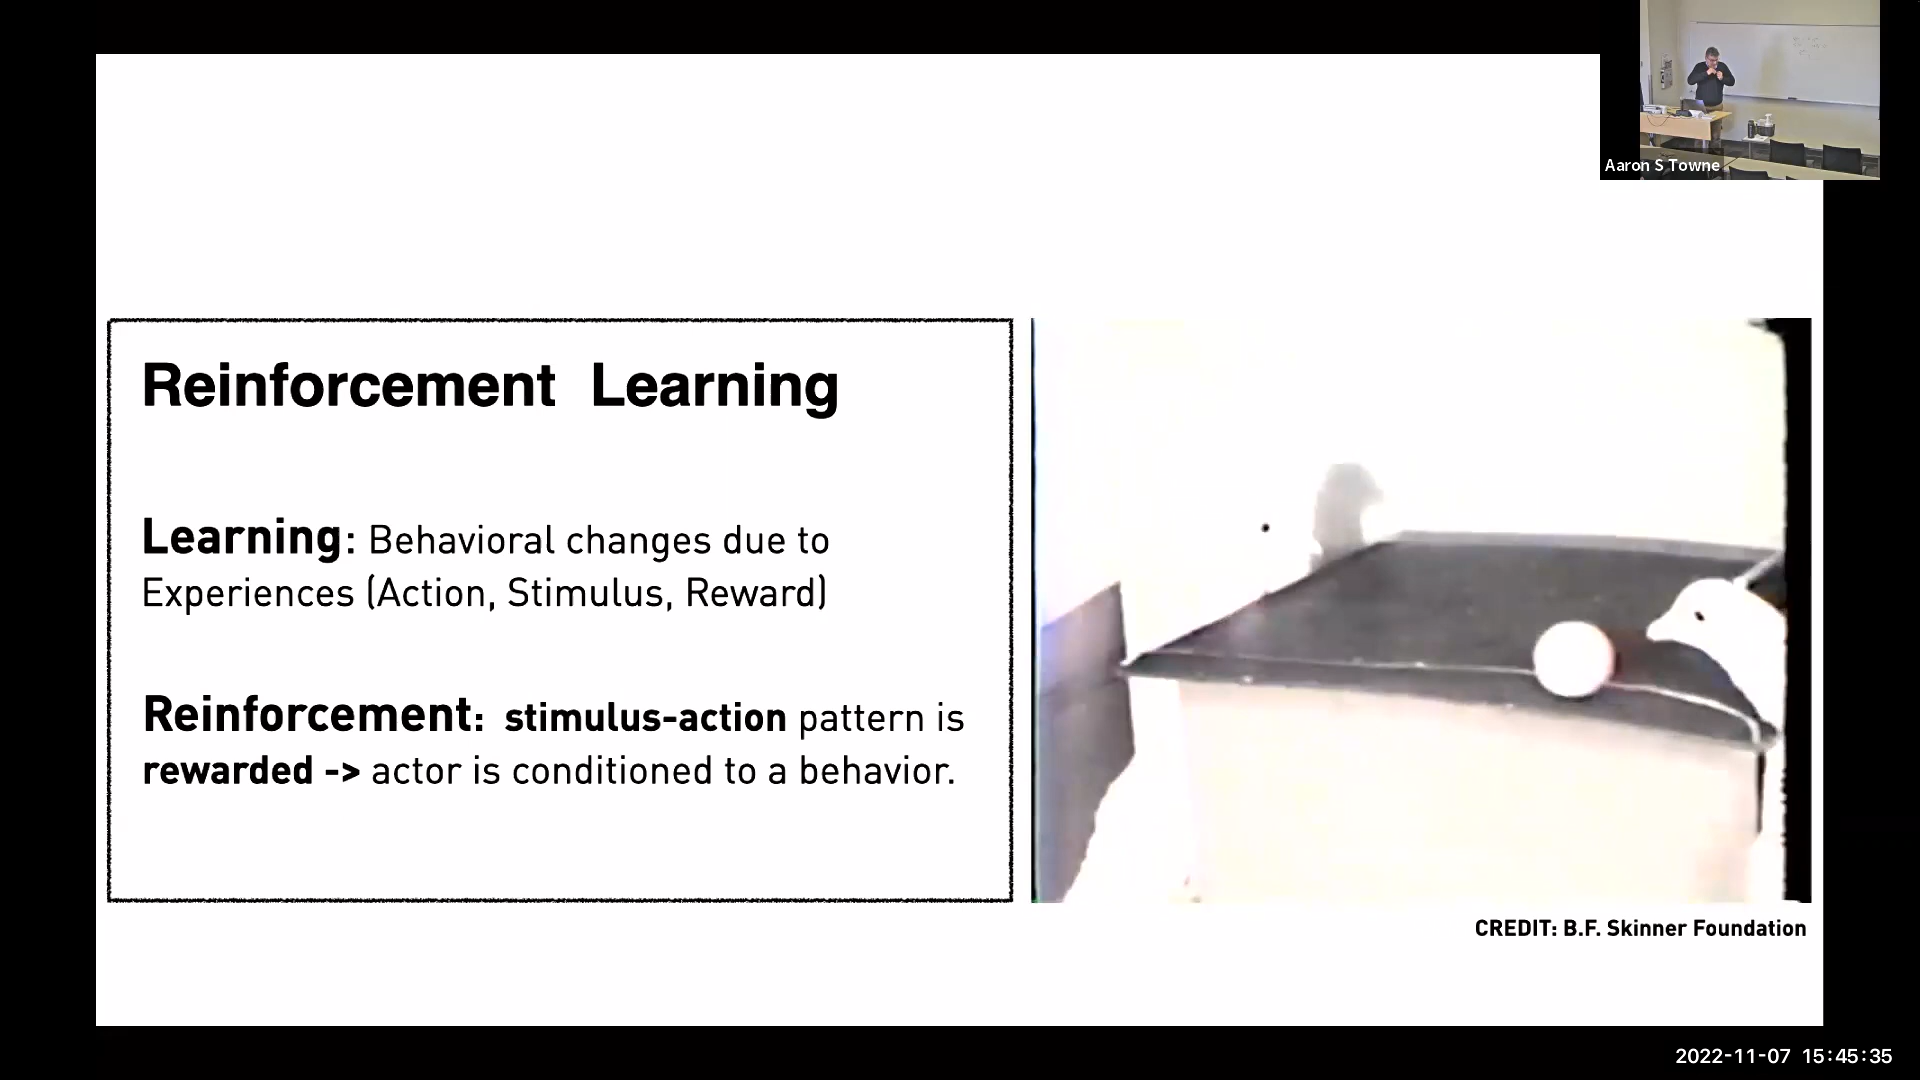 Aaron S Towne
Reinforcement Learning
Learning: Behavioral changes due to
Experiences (Action, Stimulus, Reward)
Reinforcement: stimulus-action pattern is
rewarded -> actor is conditioned to a behavior.
CREDIT: B.F. Skinner Foundation
2022-11-07 15:45:35